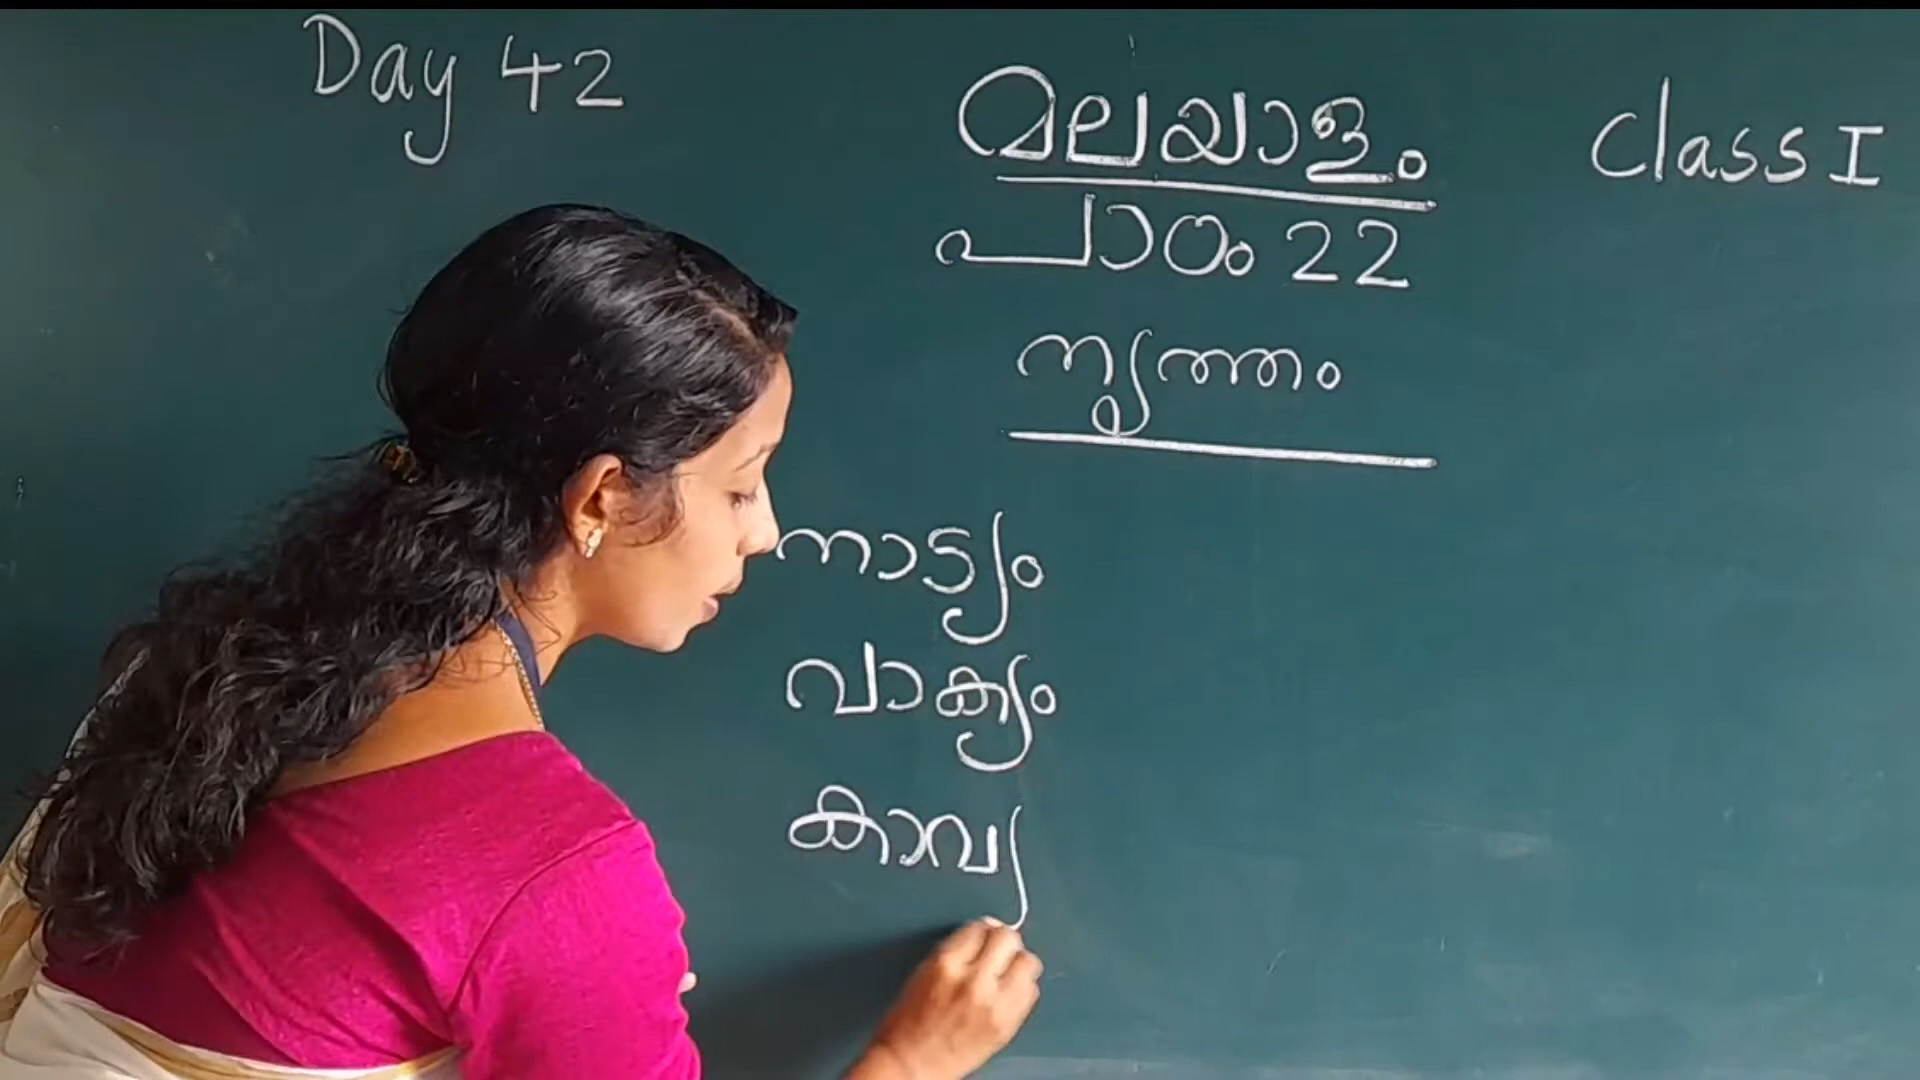 Day 42
മലയാളം
Class I
പാഠം 22
നൃത്തം
നാട്യം
വാക്യം
കാവ്യ